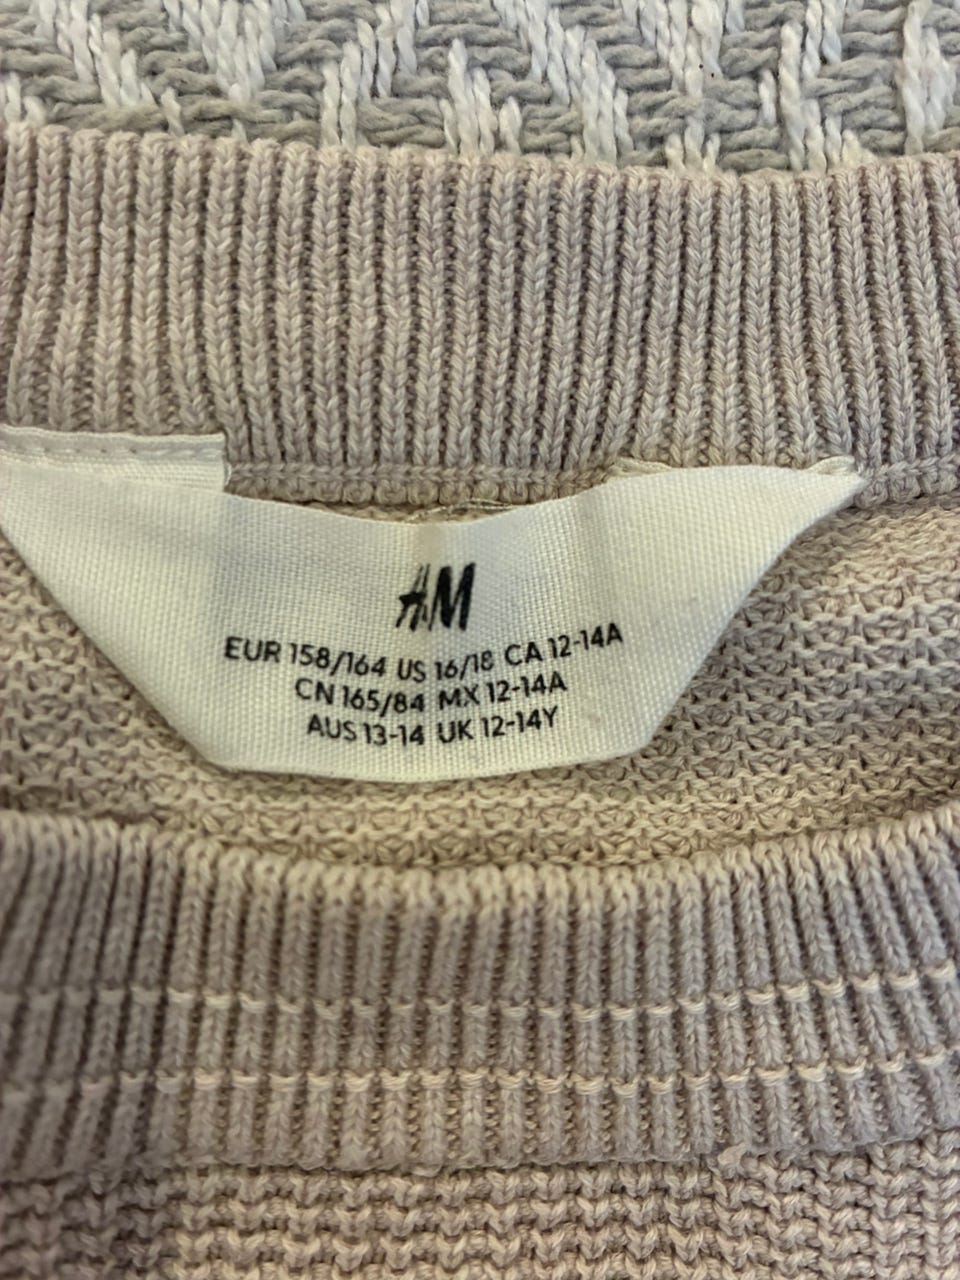 H&M
EUR 158/164 US 16/18 CA 12-14A
CN 165/84 MX 12-14A
AUS 13-14 UK 12-14Y